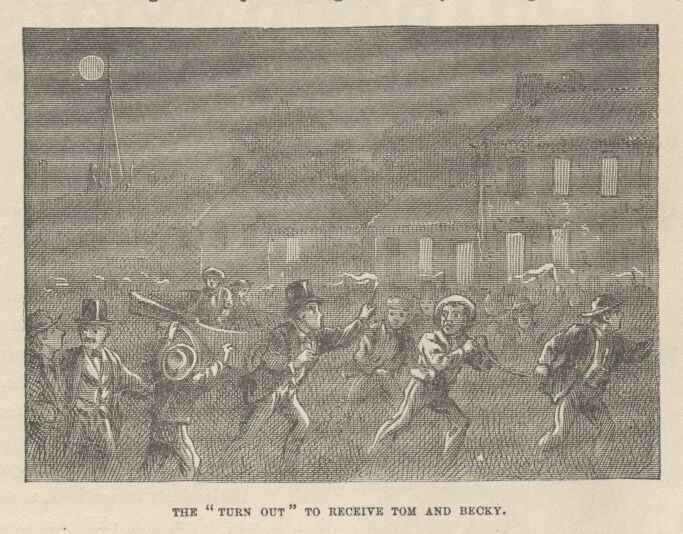 THE "TURN OUT" TO RECEIVE TOM AND BECKY.